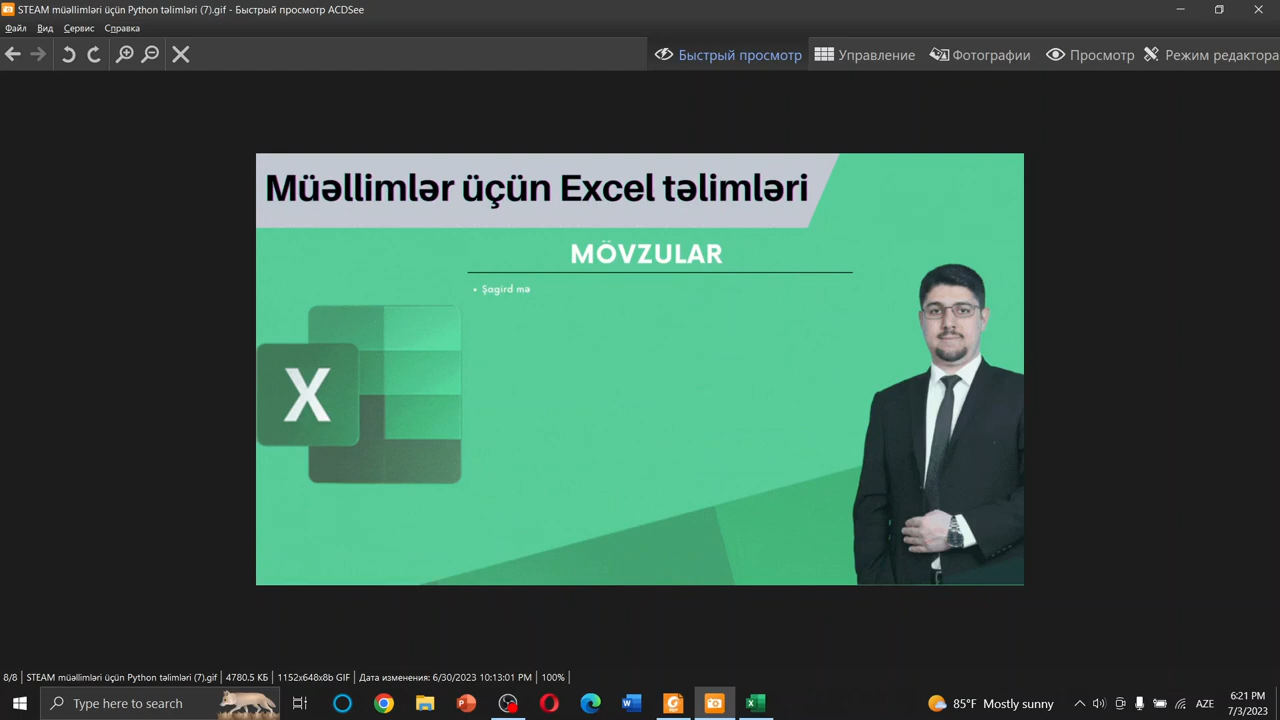 STEAM müəllimləri üçün Python təlimləri (7).gif - Быстрый просмотр ACDSee
Файл Вид Сервис Справка
Быстрый просмотр Управление Фотографии Просмотр Режим редактора
Müəllimlər üçün Excel təlimləri
MÖVZULAR
• Şagird mə
X
8/8 STEAM müəllimləri üçün Python təlimləri (7).gif 4780.5 КБ 1152x648x8b GIF Дата изменения: 6/30/2023 10:13:01 PM 100%
Type here to search
85°F Mostly sunny
AZE
6:21 PM
7/3/2023